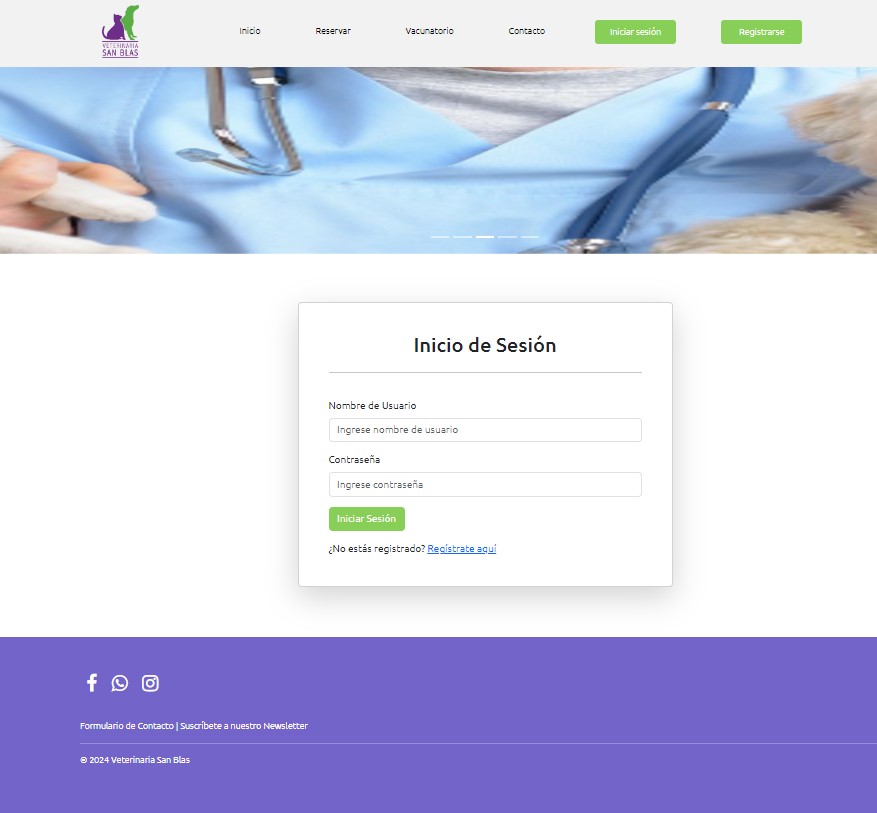 VETERINARIA
SAN BLAS
Inicio
Reservar
Vacunatorio
Contacto
Iniciar sesión
Registrarse
Inicio de Sesión
Nombre de Usuario
Ingrese nombre de usuario
Contraseña
Ingrese contraseña
Iniciar Sesión
¿No estás registrado? Regístrate aquí
Formulario de Contacto | Suscríbete a nuestro Newsletter
© 2024 Veterinaria San Blas